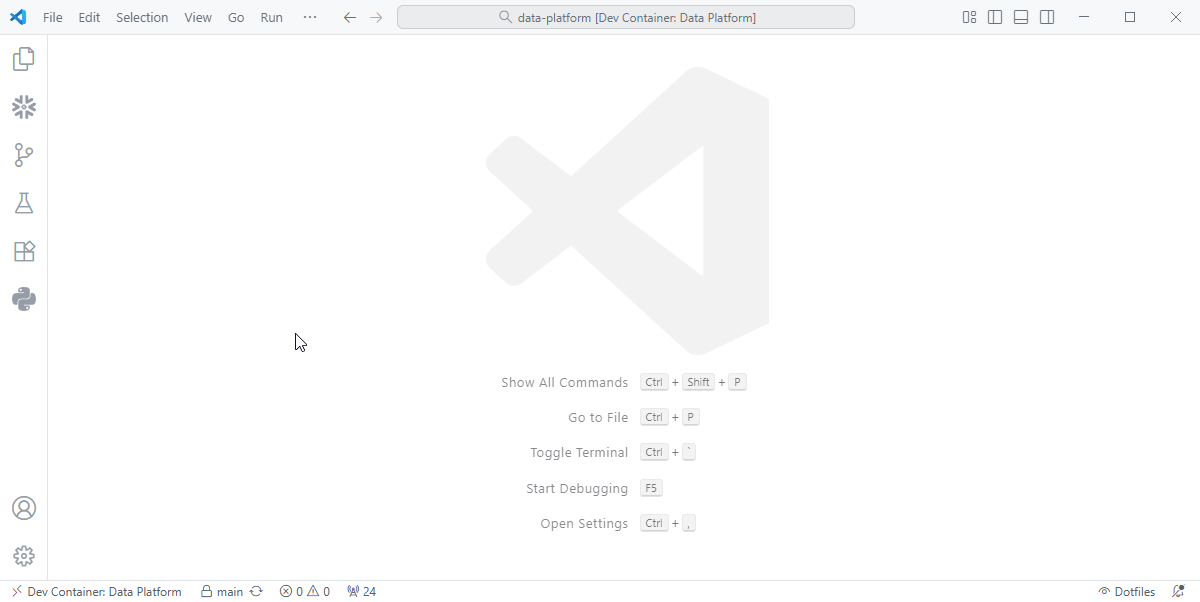 File Edit Selection View Go Run ··· data-platform [Dev Container: Data Platform]
Show All Commands Ctrl + Shift + P
Go to File Ctrl + P
Toggle Terminal Ctrl + `
Start Debugging F5
Open Settings Ctrl + ,
Dev Container: Data Platform main 0 0 24 Dotfiles